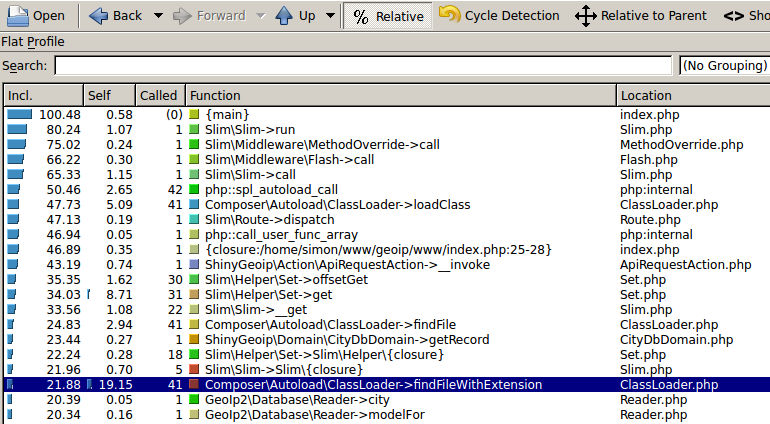 Open Back Forward Up % Relative Cycle Detection Relative to Parent <> Sho
Flat Profile
Search: (No Grouping)
Incl. Self Called Function Location
100.48 0.58 (0) {main} index.php
80.24 1.07 1 Slim\Slim->run Slim.php
75.02 0.24 1 Slim\Middleware\MethodOverride->call MethodOverride.php
66.22 0.30 1 Slim\Middleware\Flash->call Flash.php
65.33 1.15 1 Slim\Slim->call Slim.php
50.46 2.65 42 php::spl_autoload_call php:internal
47.73 5.09 41 Composer\Autoload\ClassLoader->loadClass ClassLoader.php
47.13 0.19 1 Slim\Route->dispatch Route.php
46.94 0.05 1 php::call_user_func_array php:internal
46.89 0.35 1 {closure:/home/simon/www/geoip/www/index.php:25-28} index.php
43.19 0.74 1 ShinyGeoip\Action\ApiRequestAction->__invoke ApiRequestAction.php
35.35 1.62 30 Slim\Helper\Set->offsetGet Set.php
34.03 8.71 31 Slim\Helper\Set->get Set.php
33.56 1.08 22 Slim\Slim->__get Slim.php
24.83 2.94 41 Composer\Autoload\ClassLoader->findFile ClassLoader.php
23.44 0.27 1 ShinyGeoip\Domain\CityDbDomain->getRecord CityDbDomain.php
22.24 0.28 18 Slim\Helper\Set->Slim\Helper\{closure} Set.php
21.96 0.70 5 Slim\Slim->Slim\{closure} Slim.php
21.88 19.15 41 Composer\Autoload\ClassLoader->findFileWithExtension ClassLoader.php
20.39 0.05 1 GeoIp2\Database\Reader->city Reader.php
20.34 0.16 1 GeoIp2\Database\Reader->modelFor Reader.php